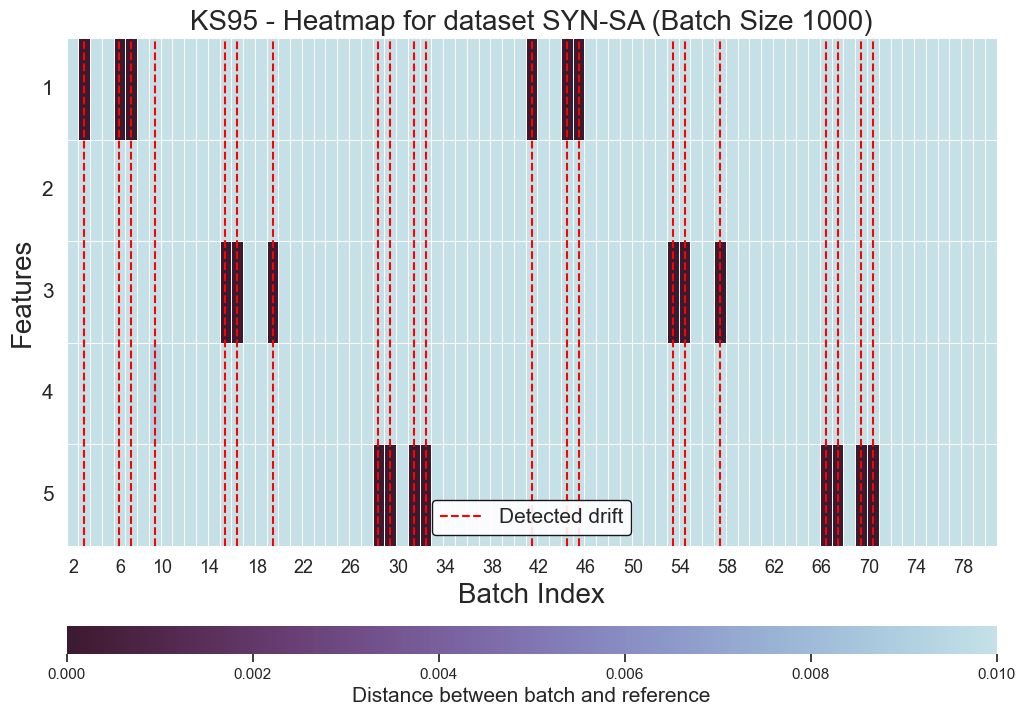 KS95 - Heatmap for dataset SYN-SA (Batch Size 1000)
Features
1
2
3
4
5
Detected drift
2 6 10 14 18 22 26 30 34 38 42 46 50 54 58 62 66 70 74 78
Batch Index
0.000 0.002 0.004 0.006 0.008 0.010
Distance between batch and reference